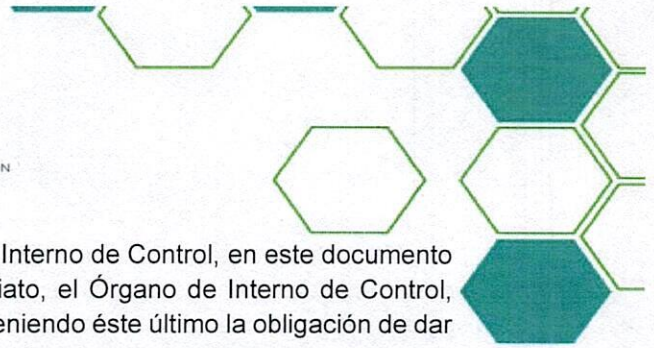 N
Interno de Control, en este documento
iato, el Órgano de Interno de Control,
eniendo éste último la obligación de dar